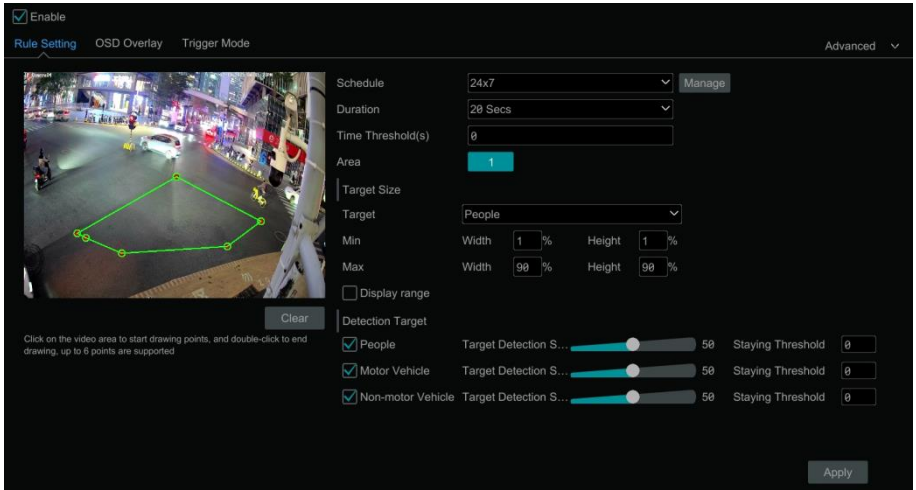 Enable
Rule Setting OSD Overlay Trigger Mode Advanced
Schedule 24x7 Manage
Duration 20 Secs
Time Threshold(s) 0
Area 1
Target Size
Target People
Min Width 1 % Height 1 %
Max Width 90 % Height 90 %
Display range
Clear
Detection Target
Click on the video area to start drawing points, and double-click to end
drawing, up to 6 points are supported
People Target Detection S... 50 Staying Threshold 0
Motor Vehicle Target Detection S... 50 Staying Threshold 0
Non-motor Vehicle Target Detection S... 50 Staying Threshold 0
Apply